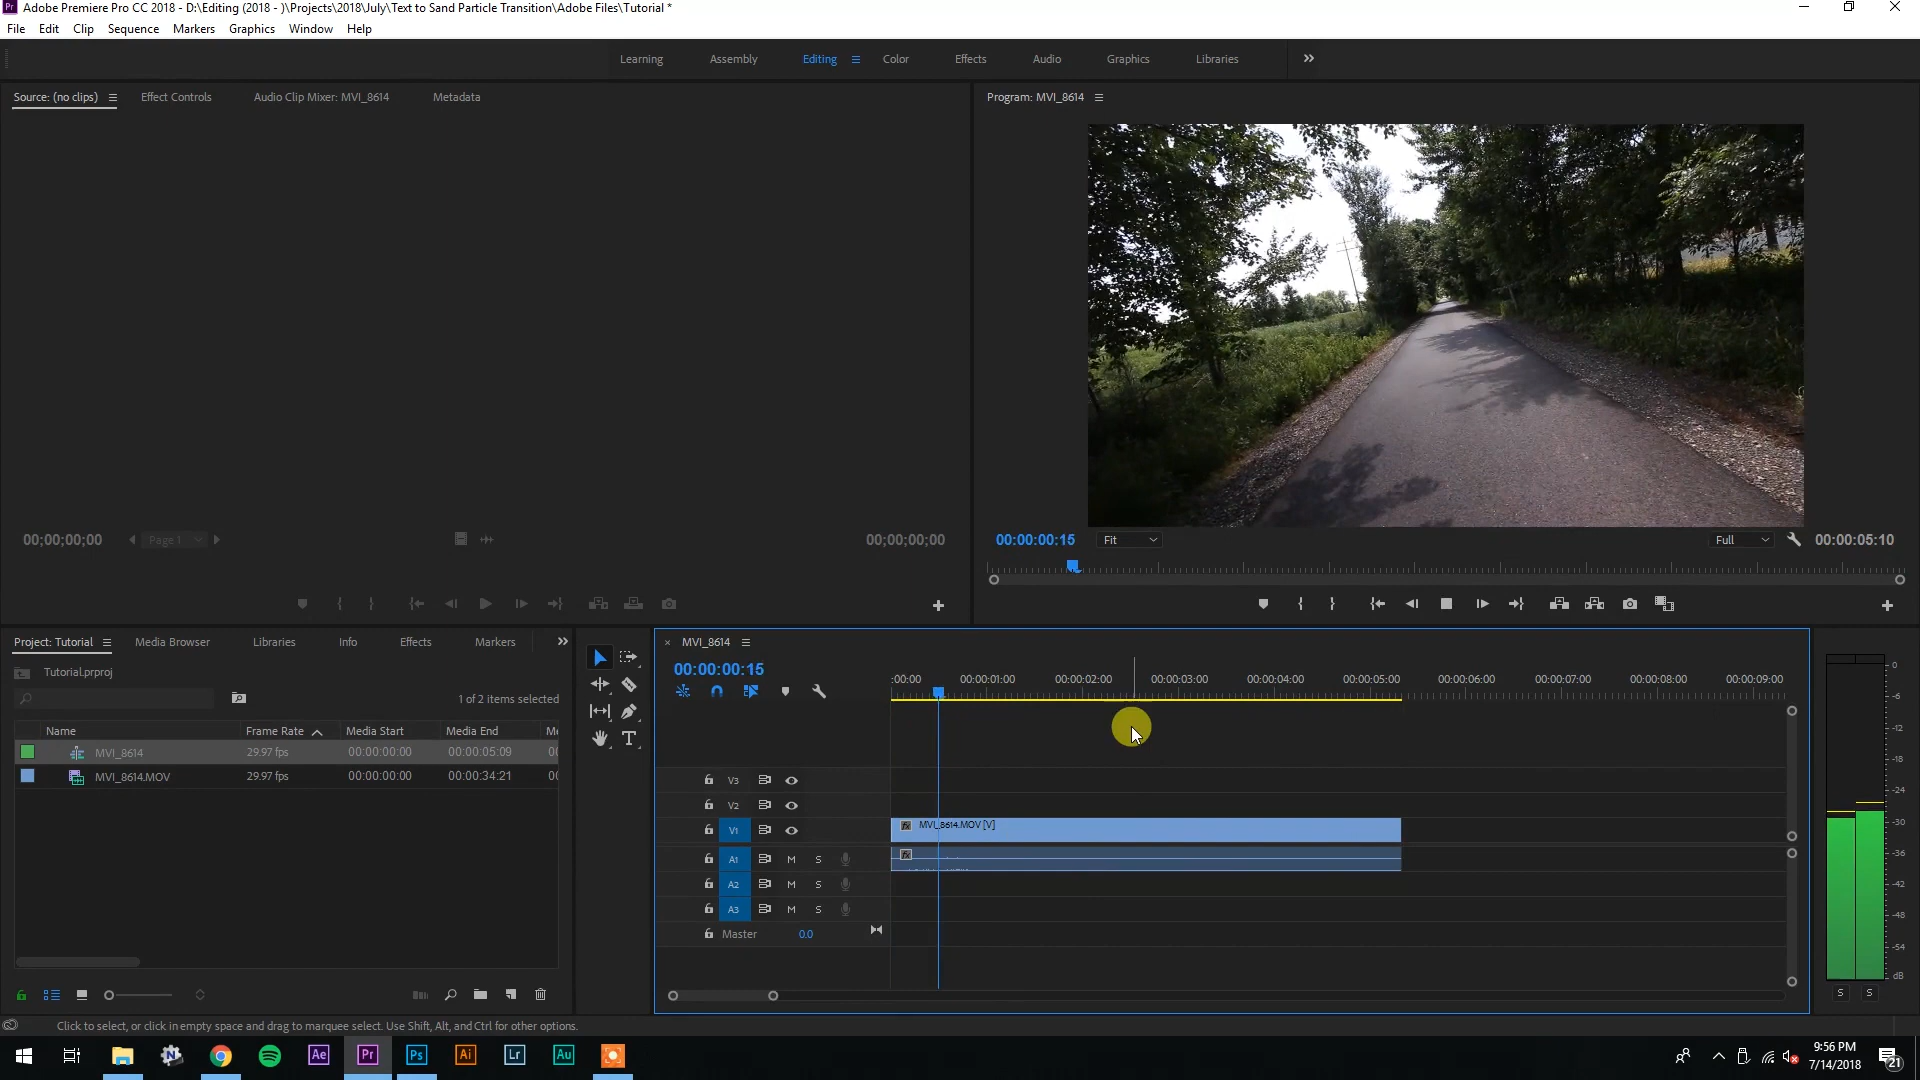 Adobe Premiere Pro CC 2018 - D:\Editing (2018 - )\Projects\2018\July\Text to Sand Particle Transition\Adobe Files\Tutorial *
File Edit Clip Sequence Markers Graphics Window Help
Learning Assembly Editing Color Effects Audio Graphics Libraries
Source: (no clips) Effect Controls Audio Clip Mixer: MVI_8614 Metadata
Program: MVI_8614
00;00;00;00 Page 1 00;00;00;00
00:00:00:15 Fit Full 00:00:05:10
Project: Tutorial Media Browser Libraries Info Effects Markers
Tutorial.prproj
1 of 2 items selected
Name Frame Rate Media Start Media End
MVI_8614 29.97 fps 00:00:00:00 00:00:05:09 00
MVI_8614.MOV 29.97 fps 00:00:00:00 00:00:34:21 00
MVI_8614
00:00:00:15
:00:00 00:00:01:00 00:00:02:00 00:00:03:00 00:00:04:00 00:00:05:00 00:00:06:00 00:00:07:00 00:00:08:00 00:00:09:00
V3
V2
V1 MVI_8614.MOV [V]
A1 M S
A2 M S
A3 M S
Master 0.0
0
-6
-12
-18
-24
-30
-36
-42
-48
-54
dB
S S
Click to select, or click in empty space and drag to marquee select. Use Shift, Alt, and Ctrl for other options.
Ae Pr Ps Ai Lr Au
9:56 PM
7/14/2018
21